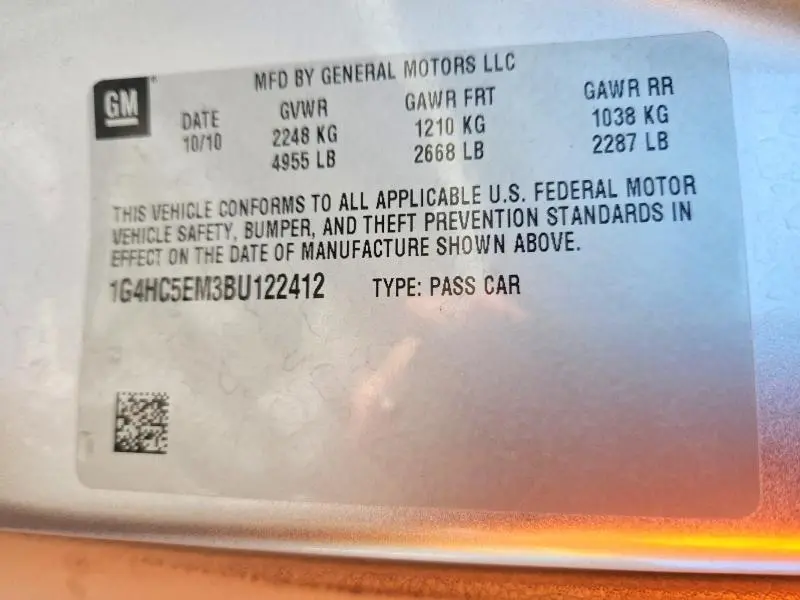 GM
MFD BY GENERAL MOTORS LLC
DATE GVWR GAWR FRT GAWR RR
10/10 2248 KG 1210 KG 1038 KG
4955 LB 2668 LB 2287 LB
THIS VEHICLE CONFORMS TO ALL APPLICABLE U.S. FEDERAL MOTOR
VEHICLE SAFETY, BUMPER, AND THEFT PREVENTION STANDARDS IN
EFFECT ON THE DATE OF MANUFACTURE SHOWN ABOVE.
1G4HC5EM3BU122412 TYPE: PASS CAR